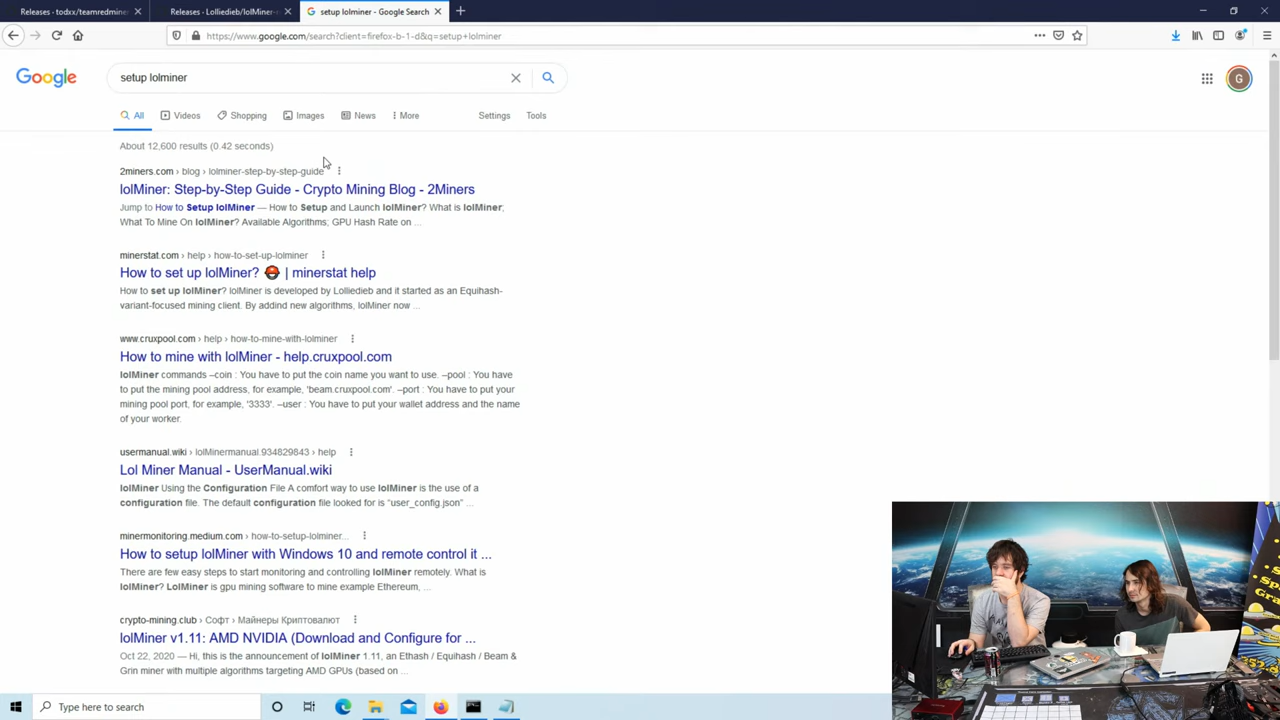 Releases - todxx/teamredminer
Releases - Lolliedieb/lolMiner-
setup lolminer - Google Search
https://www.google.com/search?client=firefox-b-1-d&q=setup+lolminer
Google
setup lolminer
G
All
Videos
Shopping
Images
News
More
Settings
Tools
About 12,600 results (0.42 seconds)
2miners.com › blog › lolminer-step-by-step-guide
lolMiner: Step-by-Step Guide - Crypto Mining Blog - 2Miners
Jump to How to Setup lolMiner — How to Setup and Launch lolMiner? What is lolMiner;
What To Mine On lolMiner? Available Algorithms; GPU Hash Rate on ...
minerstat.com › help › how-to-set-up-lolminer
How to set up lolMiner? | minerstat help
How to set up lolMiner? lolMiner is developed by Lolliedieb and it started as an Equihash-
variant-focused mining client. By addind new algorithms, lolMiner now ...
www.cruxpool.com › help › how-to-mine-with-lolminer
How to mine with lolMiner - help.cruxpool.com
lolMiner commands –coin : You have to put the coin name you want to use. –pool : You have
to put the mining pool address, for example, 'beam.cruxpool.com'. –port : You have to put your
mining pool port, for example, '3333'. –user : You have to put your wallet address and the name
of your worker.
usermanual.wiki › lolMinermanual.934829843 › help
Lol Miner Manual - UserManual.wiki
lolMiner Using the Configuration File A comfort way to use lolMiner is the use of a
configuration file. The default configuration file looked for is "user_config.json" ...
minermonitoring.medium.com › how-to-setup-lolminer...
How to setup lolMiner with Windows 10 and remote control it ...
There are few easy steps to start monitoring and controlling lolMiner remotely. What is
lolMiner? LolMiner is gpu mining software to mine example Ethereum, ...
crypto-mining.club › Софт › Майнеры Криптовалют
lolMiner v1.11: AMD NVIDIA (Download and Configure for ...
Oct 22, 2020 — Hi, this is the announcement of lolMiner 1.11, an Ethash / Equihash / Beam &
Grin miner with multiple algorithms targeting AMD GPUs (based on ...
Type here to search